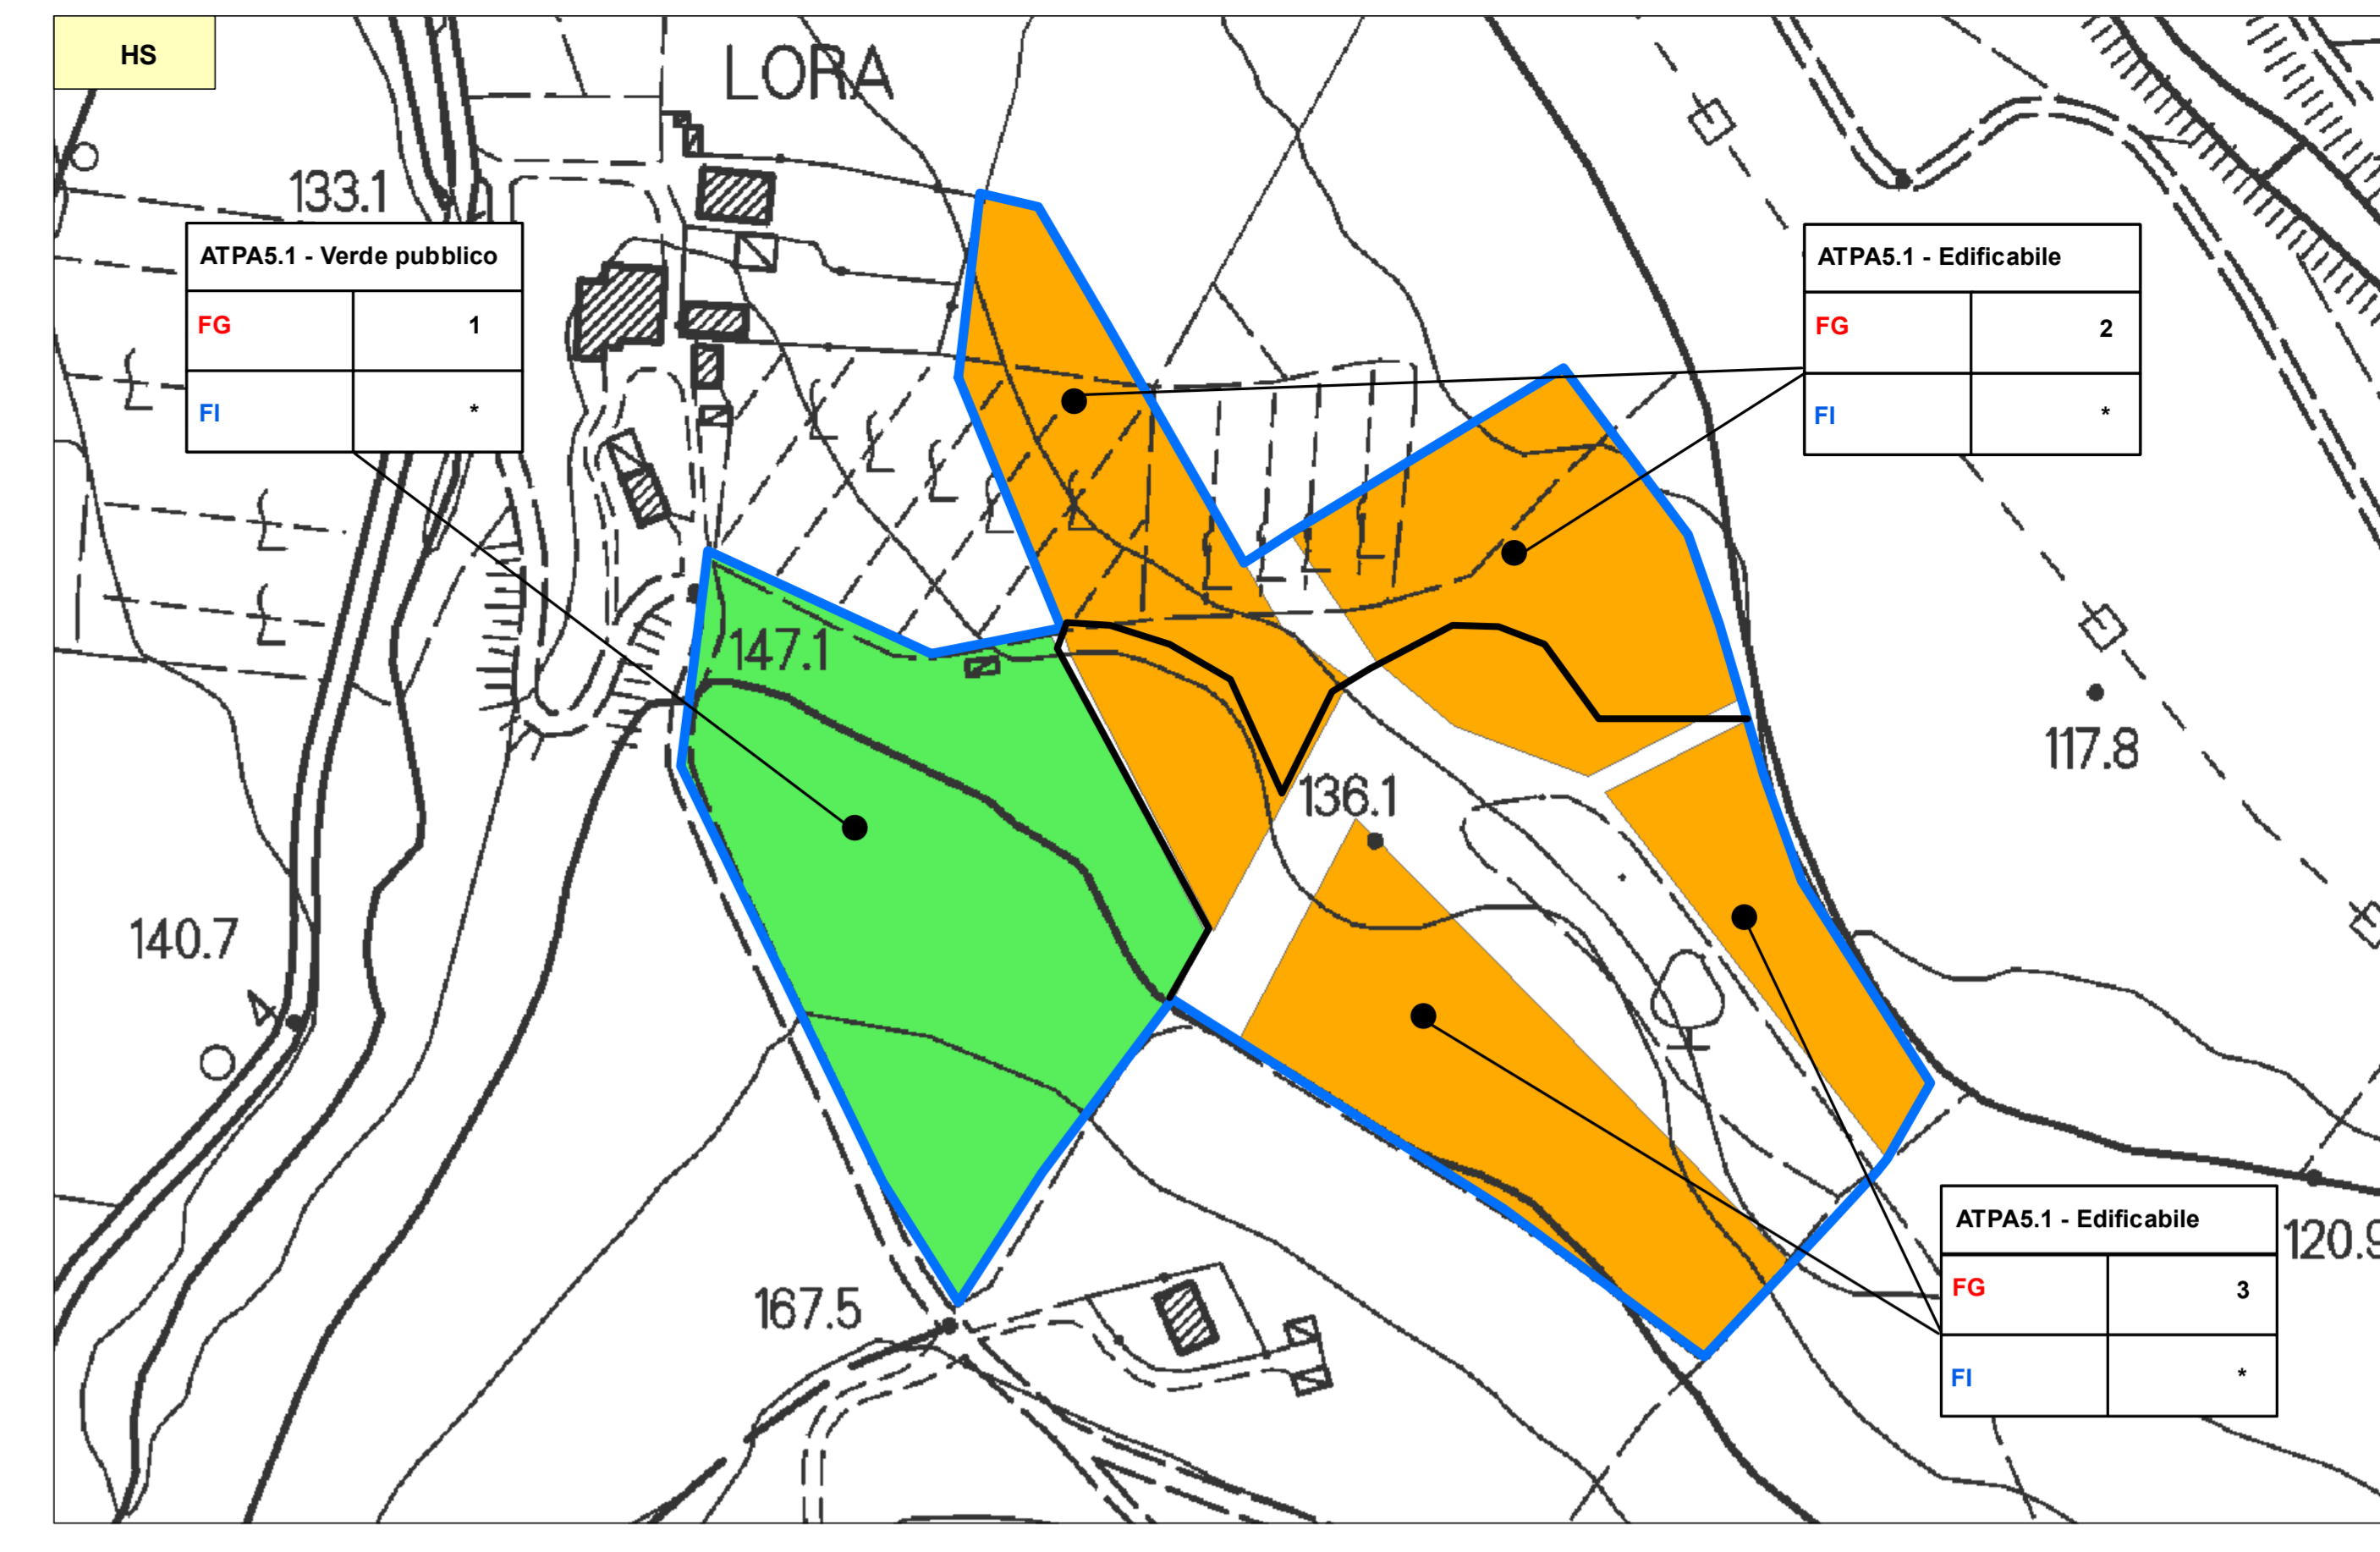 HS
LORA
133.1
ATPA5.1 - Verde pubblico
FG 1
FI *
ATPA5.1 - Edificabile
FG 2
FI *
147.1
117.8
136.1
140.7
ATPA5.1 - Edificabile
FG 3
FI *
120.9
167.5